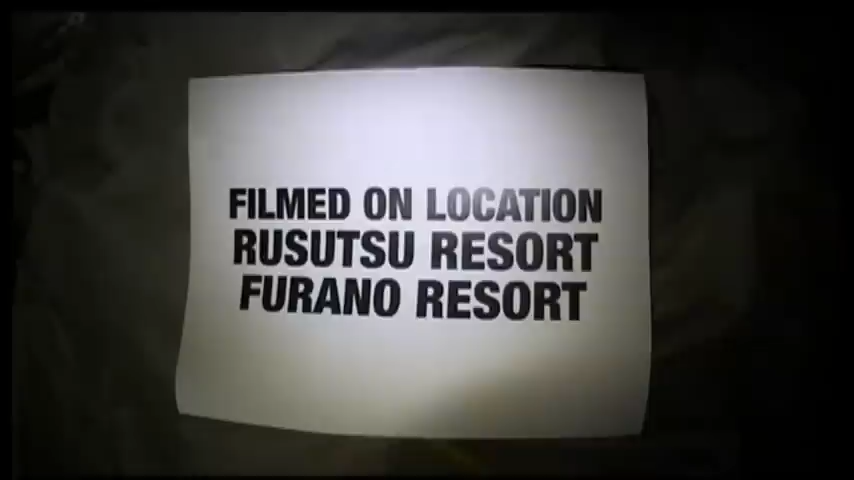 FILMED ON LOCATION
RUSUTSU RESORT
FURANO RESORT